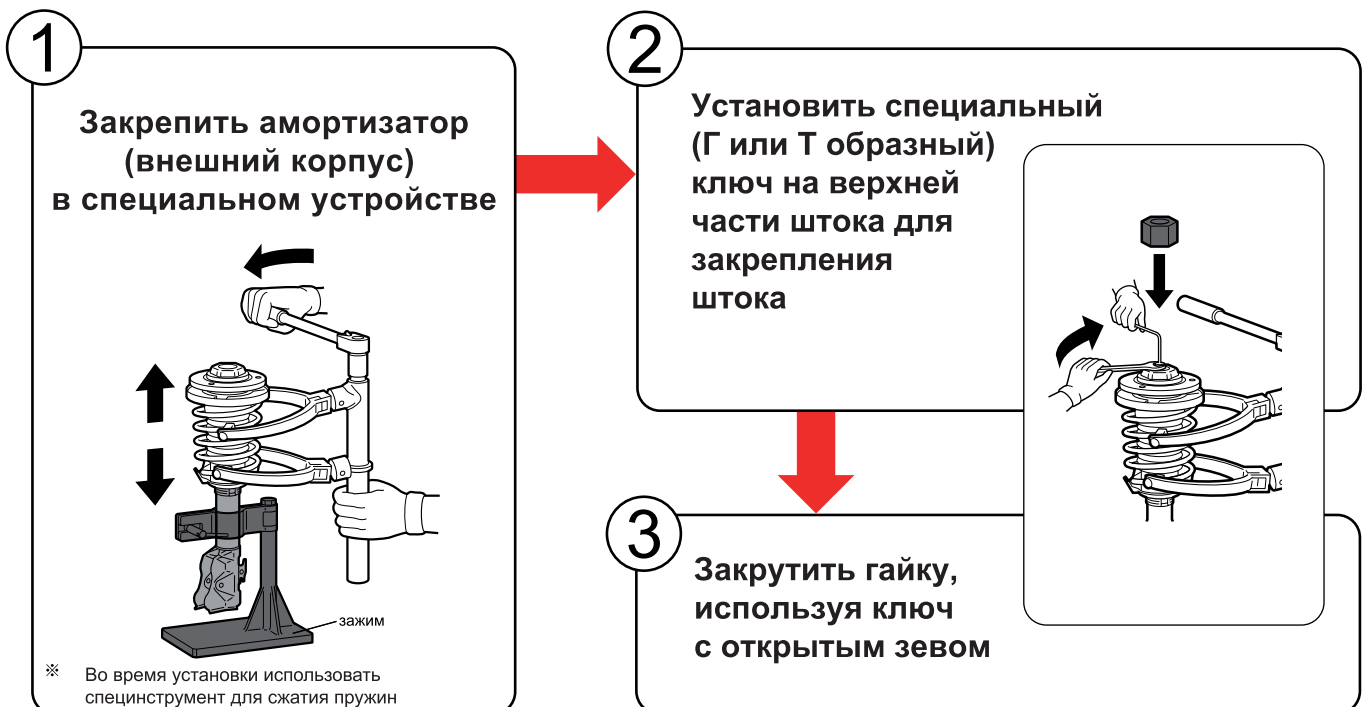 1
Закрепить амортизатор
(внешний корпус)
в специальном устройстве
зажим
※ Во время установки использовать
специнструмент для сжатия пружин
2
Установить специальный
(Г или Т образный)
ключ на верхней
части штока для
закрепления
штока
3
Закрутить гайку,
используя ключ
с открытым зевом